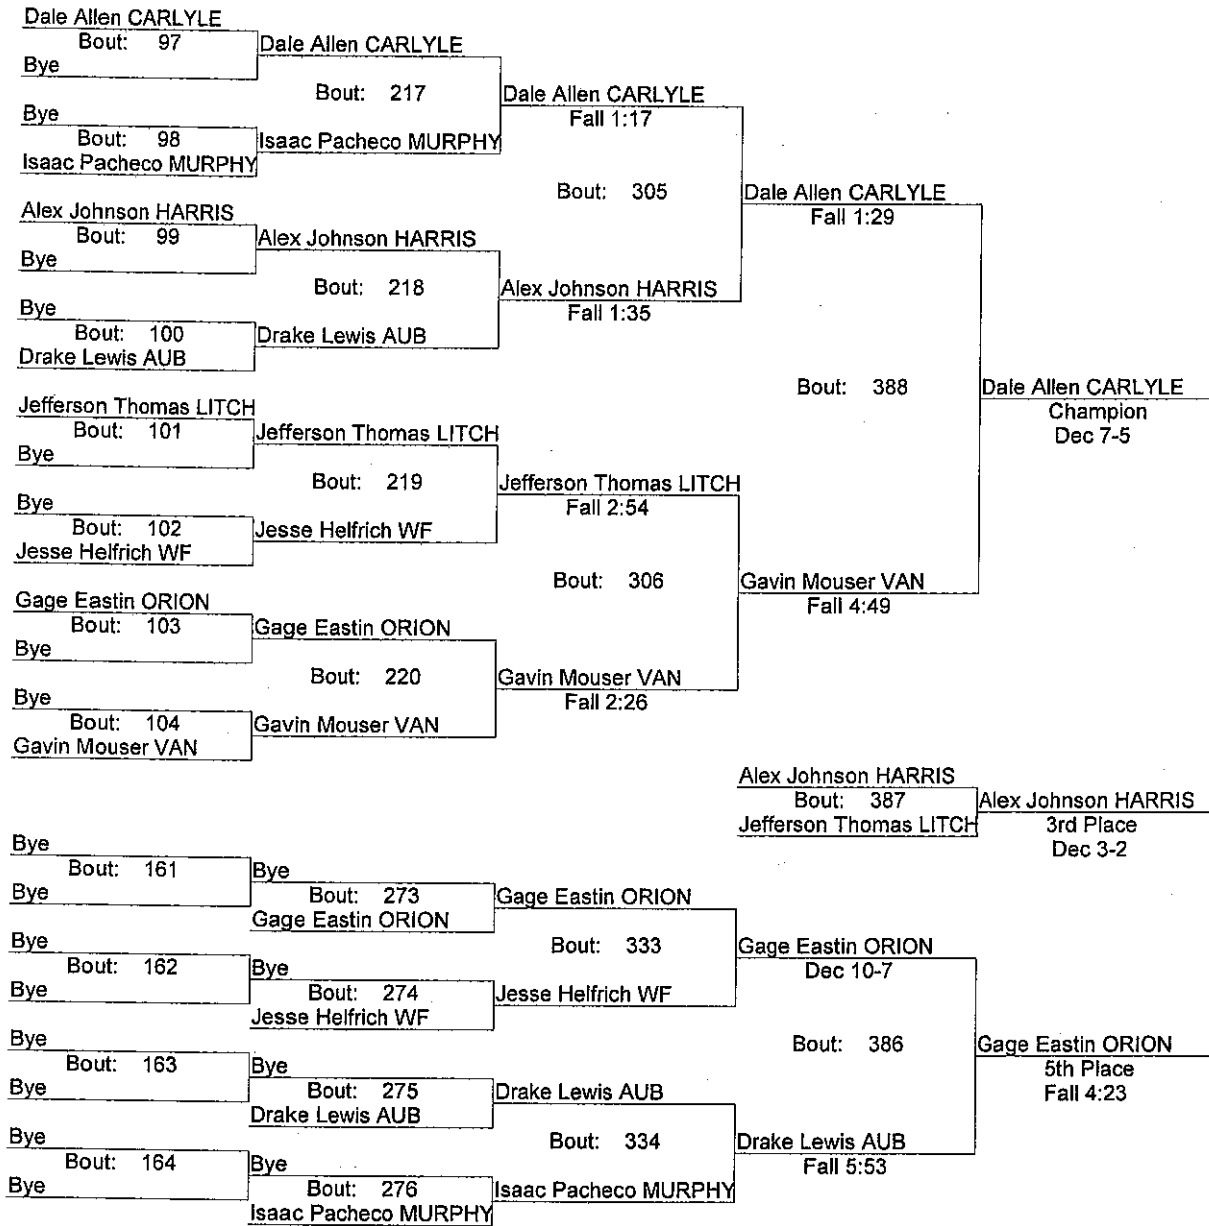 Dale Allen CARLYLE
Bout: 97
Bye
Dale Allen CARLYLE
Bout: 217
Bye
Bout: 98
Isaac Pacheco MURPHY
Isaac Pacheco MURPHY
Dale Allen CARLYLE
Fall 1:17
Bout: 305
Alex Johnson HARRIS
Bout: 99
Bye
Alex Johnson HARRIS
Bout: 218
Bye
Bout: 100
Drake Lewis AUB
Drake Lewis AUB
Alex Johnson HARRIS
Fall 1:35
Dale Allen CARLYLE
Fall 1:29
Bout: 388
Jefferson Thomas LITCH
Bout: 101
Bye
Jefferson Thomas LITCH
Bout: 219
Bye
Bout: 102
Jesse Helfrich WF
Jesse Helfrich WF
Jefferson Thomas LITCH
Fall 2:54
Bout: 306
Gage Eastin ORION
Bout: 103
Bye
Gage Eastin ORION
Bout: 220
Bye
Bout: 104
Gavin Mouser VAN
Gavin Mouser VAN
Gavin Mouser VAN
Fall 2:26
Gavin Mouser VAN
Fall 4:49
Dale Allen CARLYLE
Champion
Dec 7-5
Alex Johnson HARRIS
Bout: 387
Jefferson Thomas LITCH
Alex Johnson HARRIS
3rd Place
Dec 3-2
Bye
Bout: 161
Bye
Bye
Bout: 273
Gage Eastin ORION
Gage Eastin ORION
Bout: 333
Bye
Bout: 162
Bye
Bye
Bout: 274
Jesse Helfrich WF
Jesse Helfrich WF
Gage Eastin ORION
Dec 10-7
Bout: 386
Bye
Bout: 163
Bye
Bye
Bout: 275
Drake Lewis AUB
Drake Lewis AUB
Bout: 334
Bye
Bout: 164
Bye
Bye
Bout: 276
Isaac Pacheco MURPHY
Isaac Pacheco MURPHY
Drake Lewis AUB
Fall 5:53
Gage Eastin ORION
5th Place
Fall 4:23